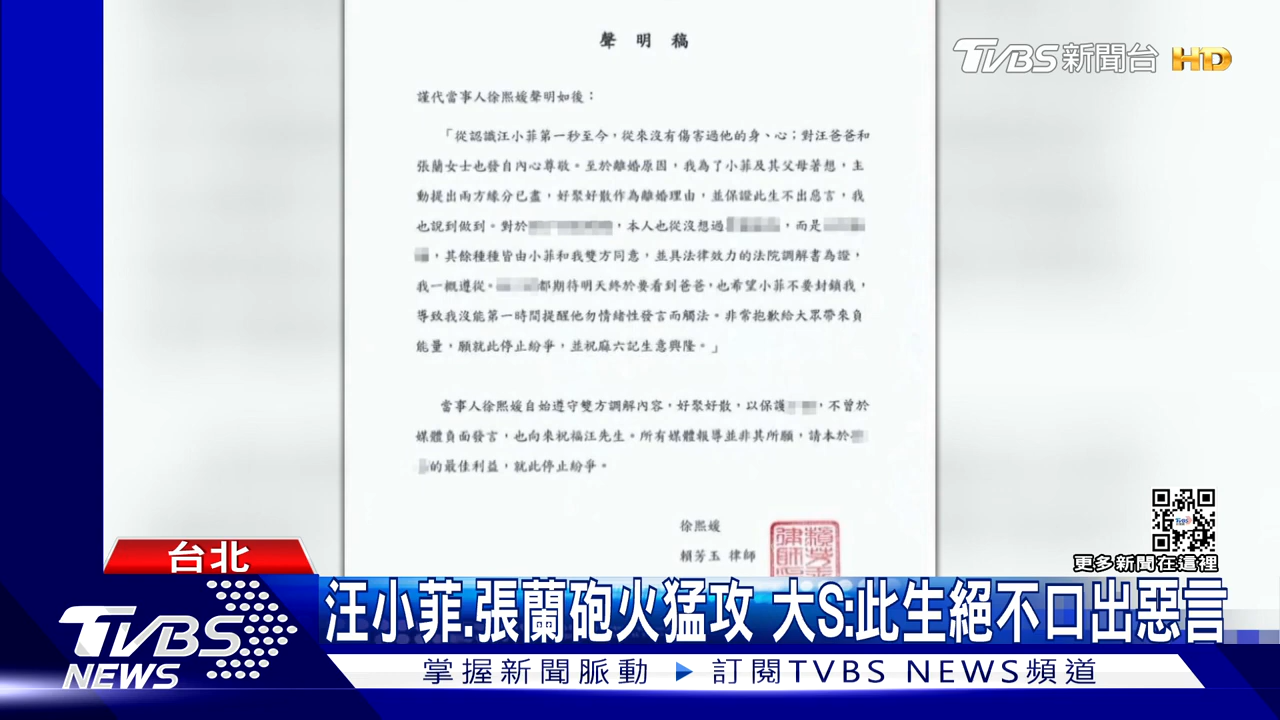 聲明稿
TVBS新聞台 HD
謹代當事人徐熙媛聲明如後：
「從認識汪小菲第一秒至今，從來沒有傷害過他的身、心；對汪爸爸和
張蘭女士也發自內心尊敬。至於離婚原因，我為了小菲及其父母著想，主
動提出兩方緣分已盡，好聚好散作為離婚理由，並保證此生不出惡言，我
也說到做到。對於，本人也從沒想過，而是
，其餘種種皆由小菲和我雙方同意，並具法律效力的法院調解書為證，
我一概遵從。都期待明天終於要看到爸爸，也希望小菲不要封鎖我，
導致我沒能第一時間提醒他勿情緒性發言而觸法。非常抱歉給大眾帶來負
能量，願就此停止紛爭，並祝麻六記生意興隆。」
當事人徐熙媛自始遵守雙方調解內容，好聚好散，以保護，不曾於
媒體負面發言，也向來祝福汪先生。所有媒體報導並非其所願，請本於
的最佳利益，就此停止紛爭。
徐熙媛
賴芳玉 律師
更多新聞在這裡
台北
汪小菲.張蘭砲火猛攻 大S:此生絕不口出惡言
TVBS
NEWS
掌握新聞脈動 ▶ 訂閱TVBS NEWS頻道